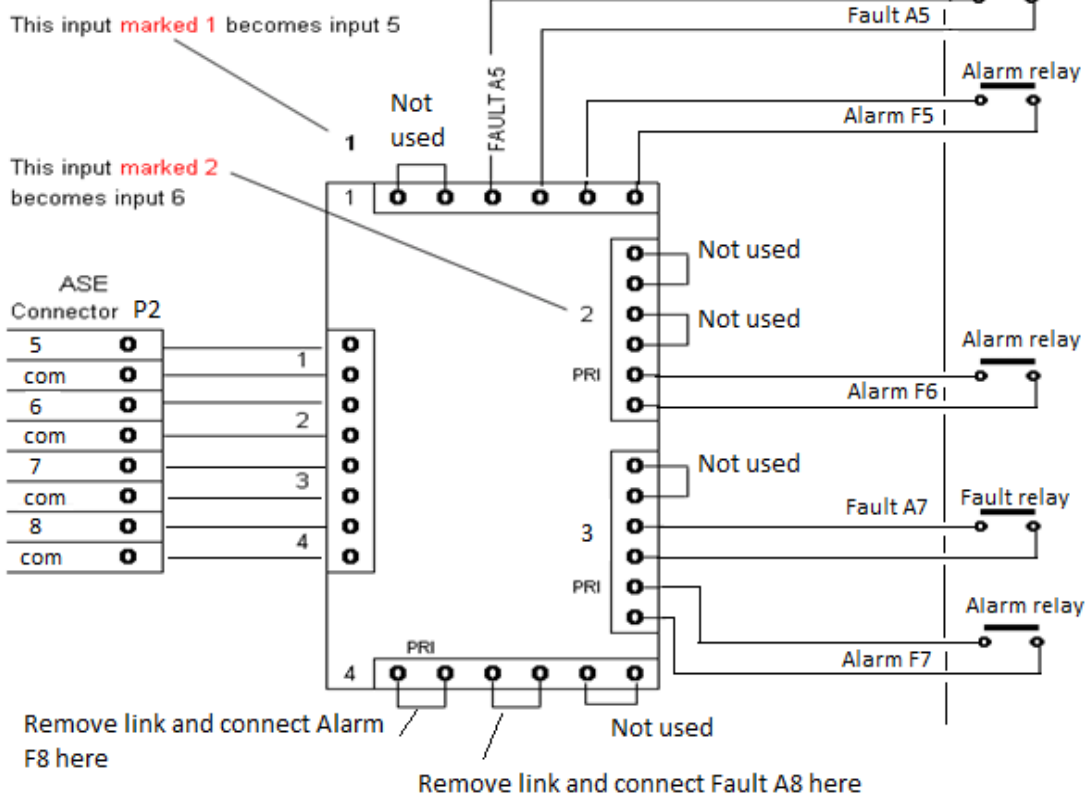 This input marked 1 becomes input 5
Fault A5
FAULT A5
Alarm relay
Alarm F5
Not
used
1
This input marked 2
becomes input 6
1
Not used
2
Not used
PRI
Alarm relay
Alarm F6
ASE
Connector P2
5
com
6
com
7
com
8
com
1
2
3
4
Not used
Fault A7
Fault relay
3
PRI
Alarm relay
Alarm F7
PRI
4
Remove link and connect Alarm
F8 here
Not used
Remove link and connect Fault A8 here